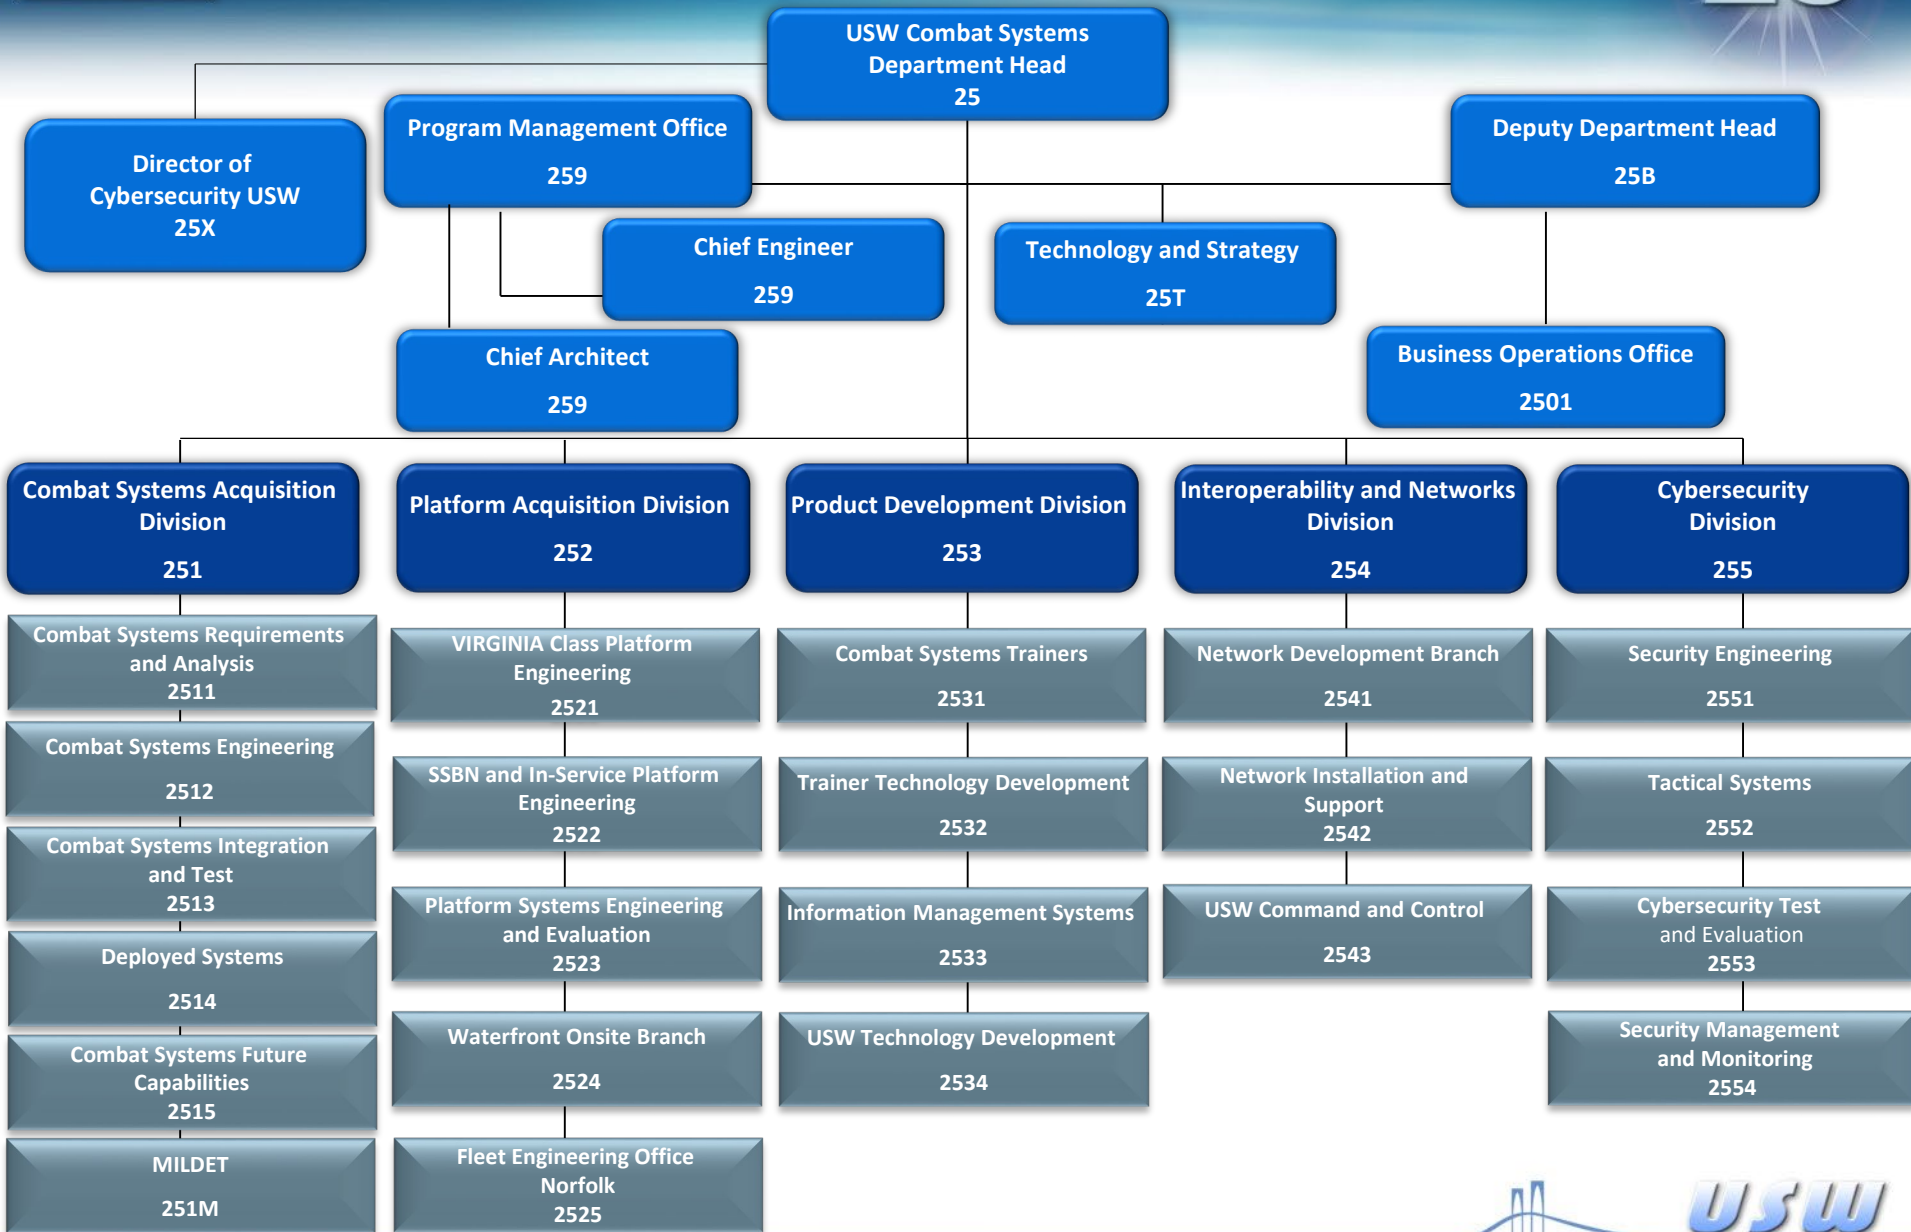 USW Combat Systems
Department Head
25
Director of
Cybersecurity USW
25X
Program Management Office
259
Deputy Department Head
25B
Chief Engineer
259
Technology and Strategy
25T
Chief Architect
259
Business Operations Office
2501
Combat Systems Acquisition
Division
251
Combat Systems Requirements
and Analysis
2511
Combat Systems Engineering
2512
Combat Systems Integration
and Test
2513
Deployed Systems
2514
Combat Systems Future
Capabilities
2515
MILDET
251M
Platform Acquisition Division
252
VIRGINIA Class Platform
Engineering
2521
SSBN and In-Service Platform
Engineering
2522
Platform Systems Engineering
and Evaluation
2523
Waterfront Onsite Branch
2524
Fleet Engineering Office
Norfolk
2525
Product Development Division
253
Combat Systems Trainers
2531
Trainer Technology Development
2532
Information Management Systems
2533
USW Technology Development
2534
Interoperability and Networks
Division
254
Network Development Branch
2541
Network Installation and
Support
2542
USW Command and Control
2543
Cybersecurity
Division
255
Security Engineering
2551
Tactical Systems
2552
Cybersecurity Test
and Evaluation
2553
Security Management
and Monitoring
2554
USW